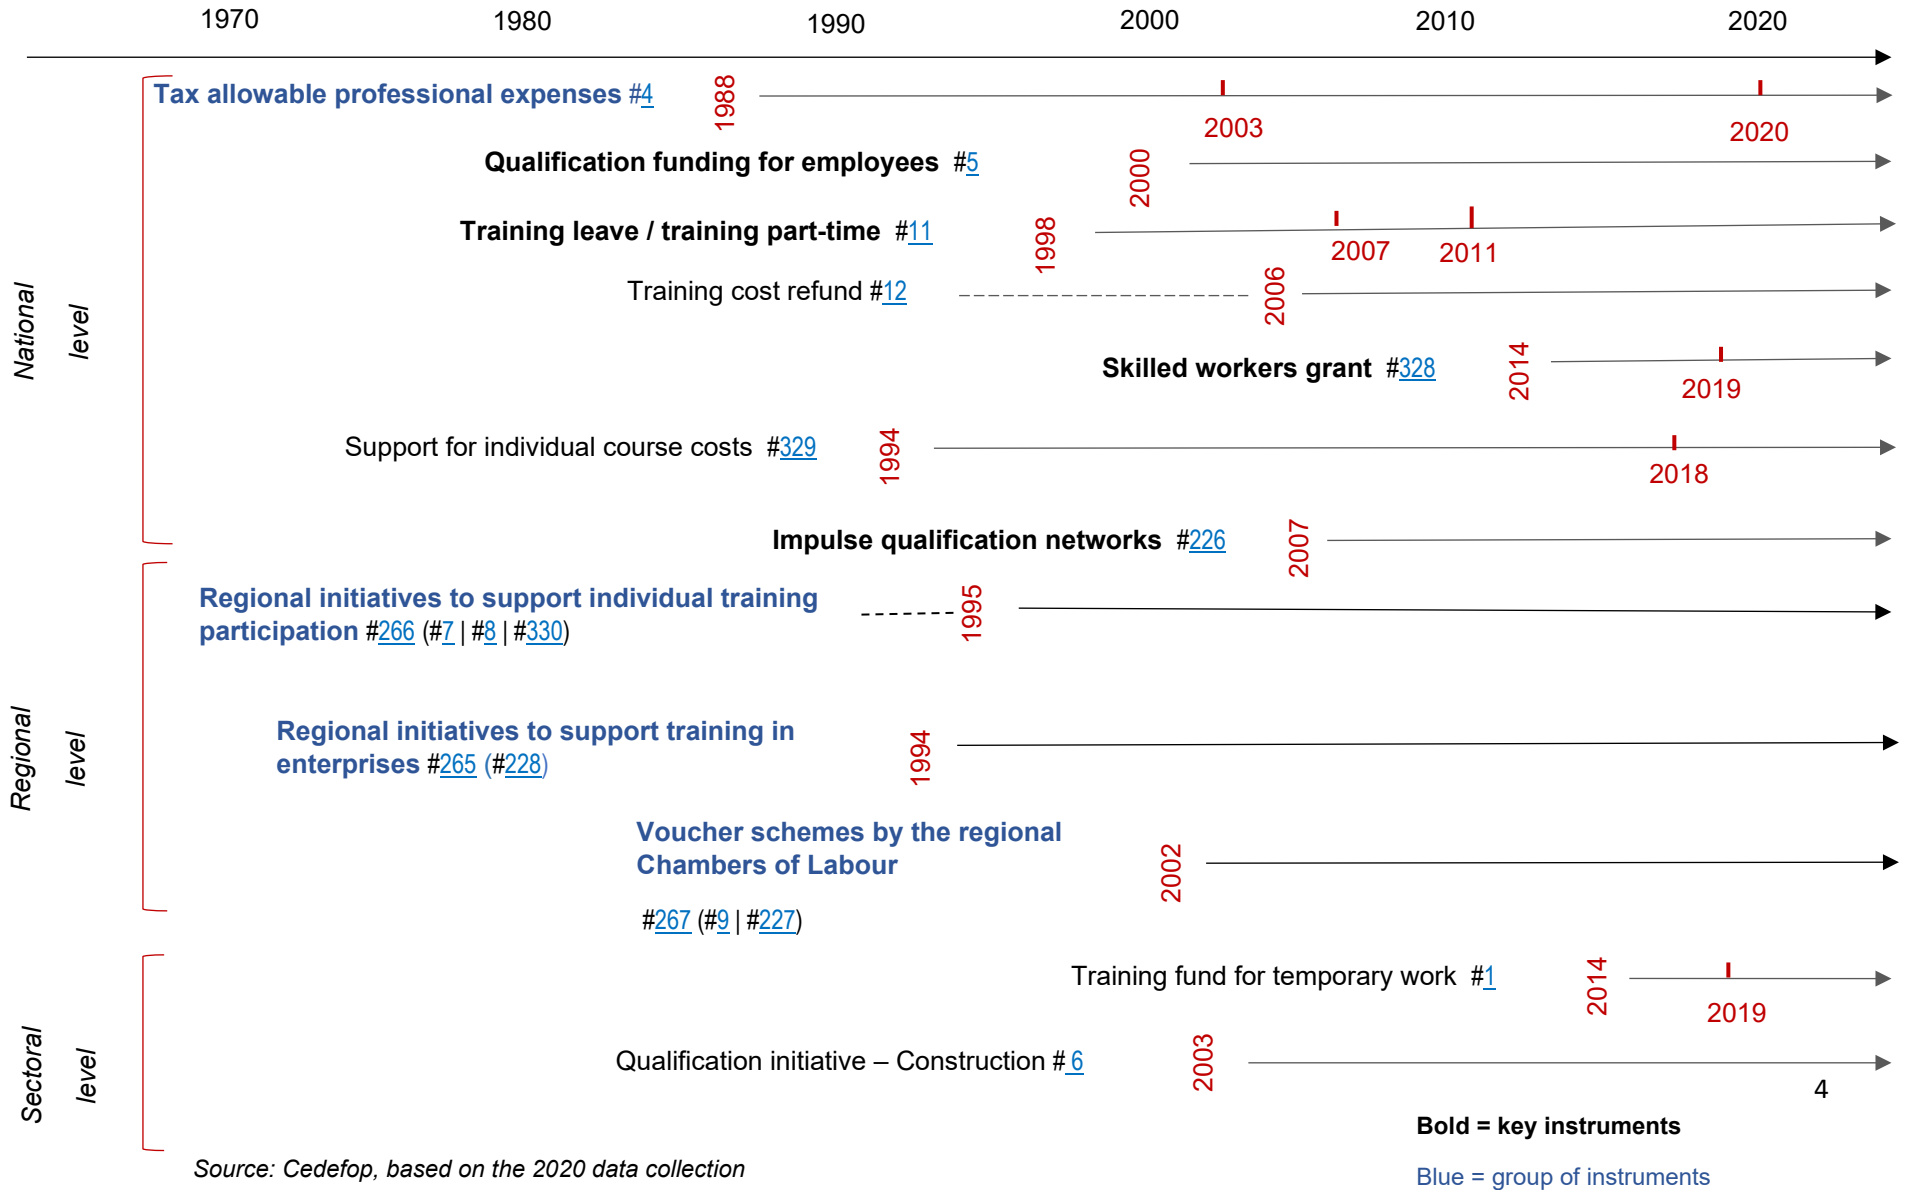 1970 1980 1990 2000 2010 2020
Tax allowable professional expenses #4 1988
2003 2020
Qualification funding for employees #5 2000
Training leave / training part-time #11 1998
2007 2011
Training cost refund #12 2006
Skilled workers grant #328 2014
2019
Support for individual course costs #329 1994
2018
Impulse qualification networks #226 2007
National
level
Regional initiatives to support individual training
participation #266 (#7 | #8 | #330)
1995
Regional initiatives to support training in
enterprises #265 (#228)
1994
Voucher schemes by the regional
Chambers of Labour
#267 (#9 | #227)
2002
Regional
level
Training fund for temporary work #1 2014
2019
Qualification initiative – Construction # 6 2003
Sectoral
level
4
Bold = key instruments
Blue = group of instruments
Source: Cedefop, based on the 2020 data collection